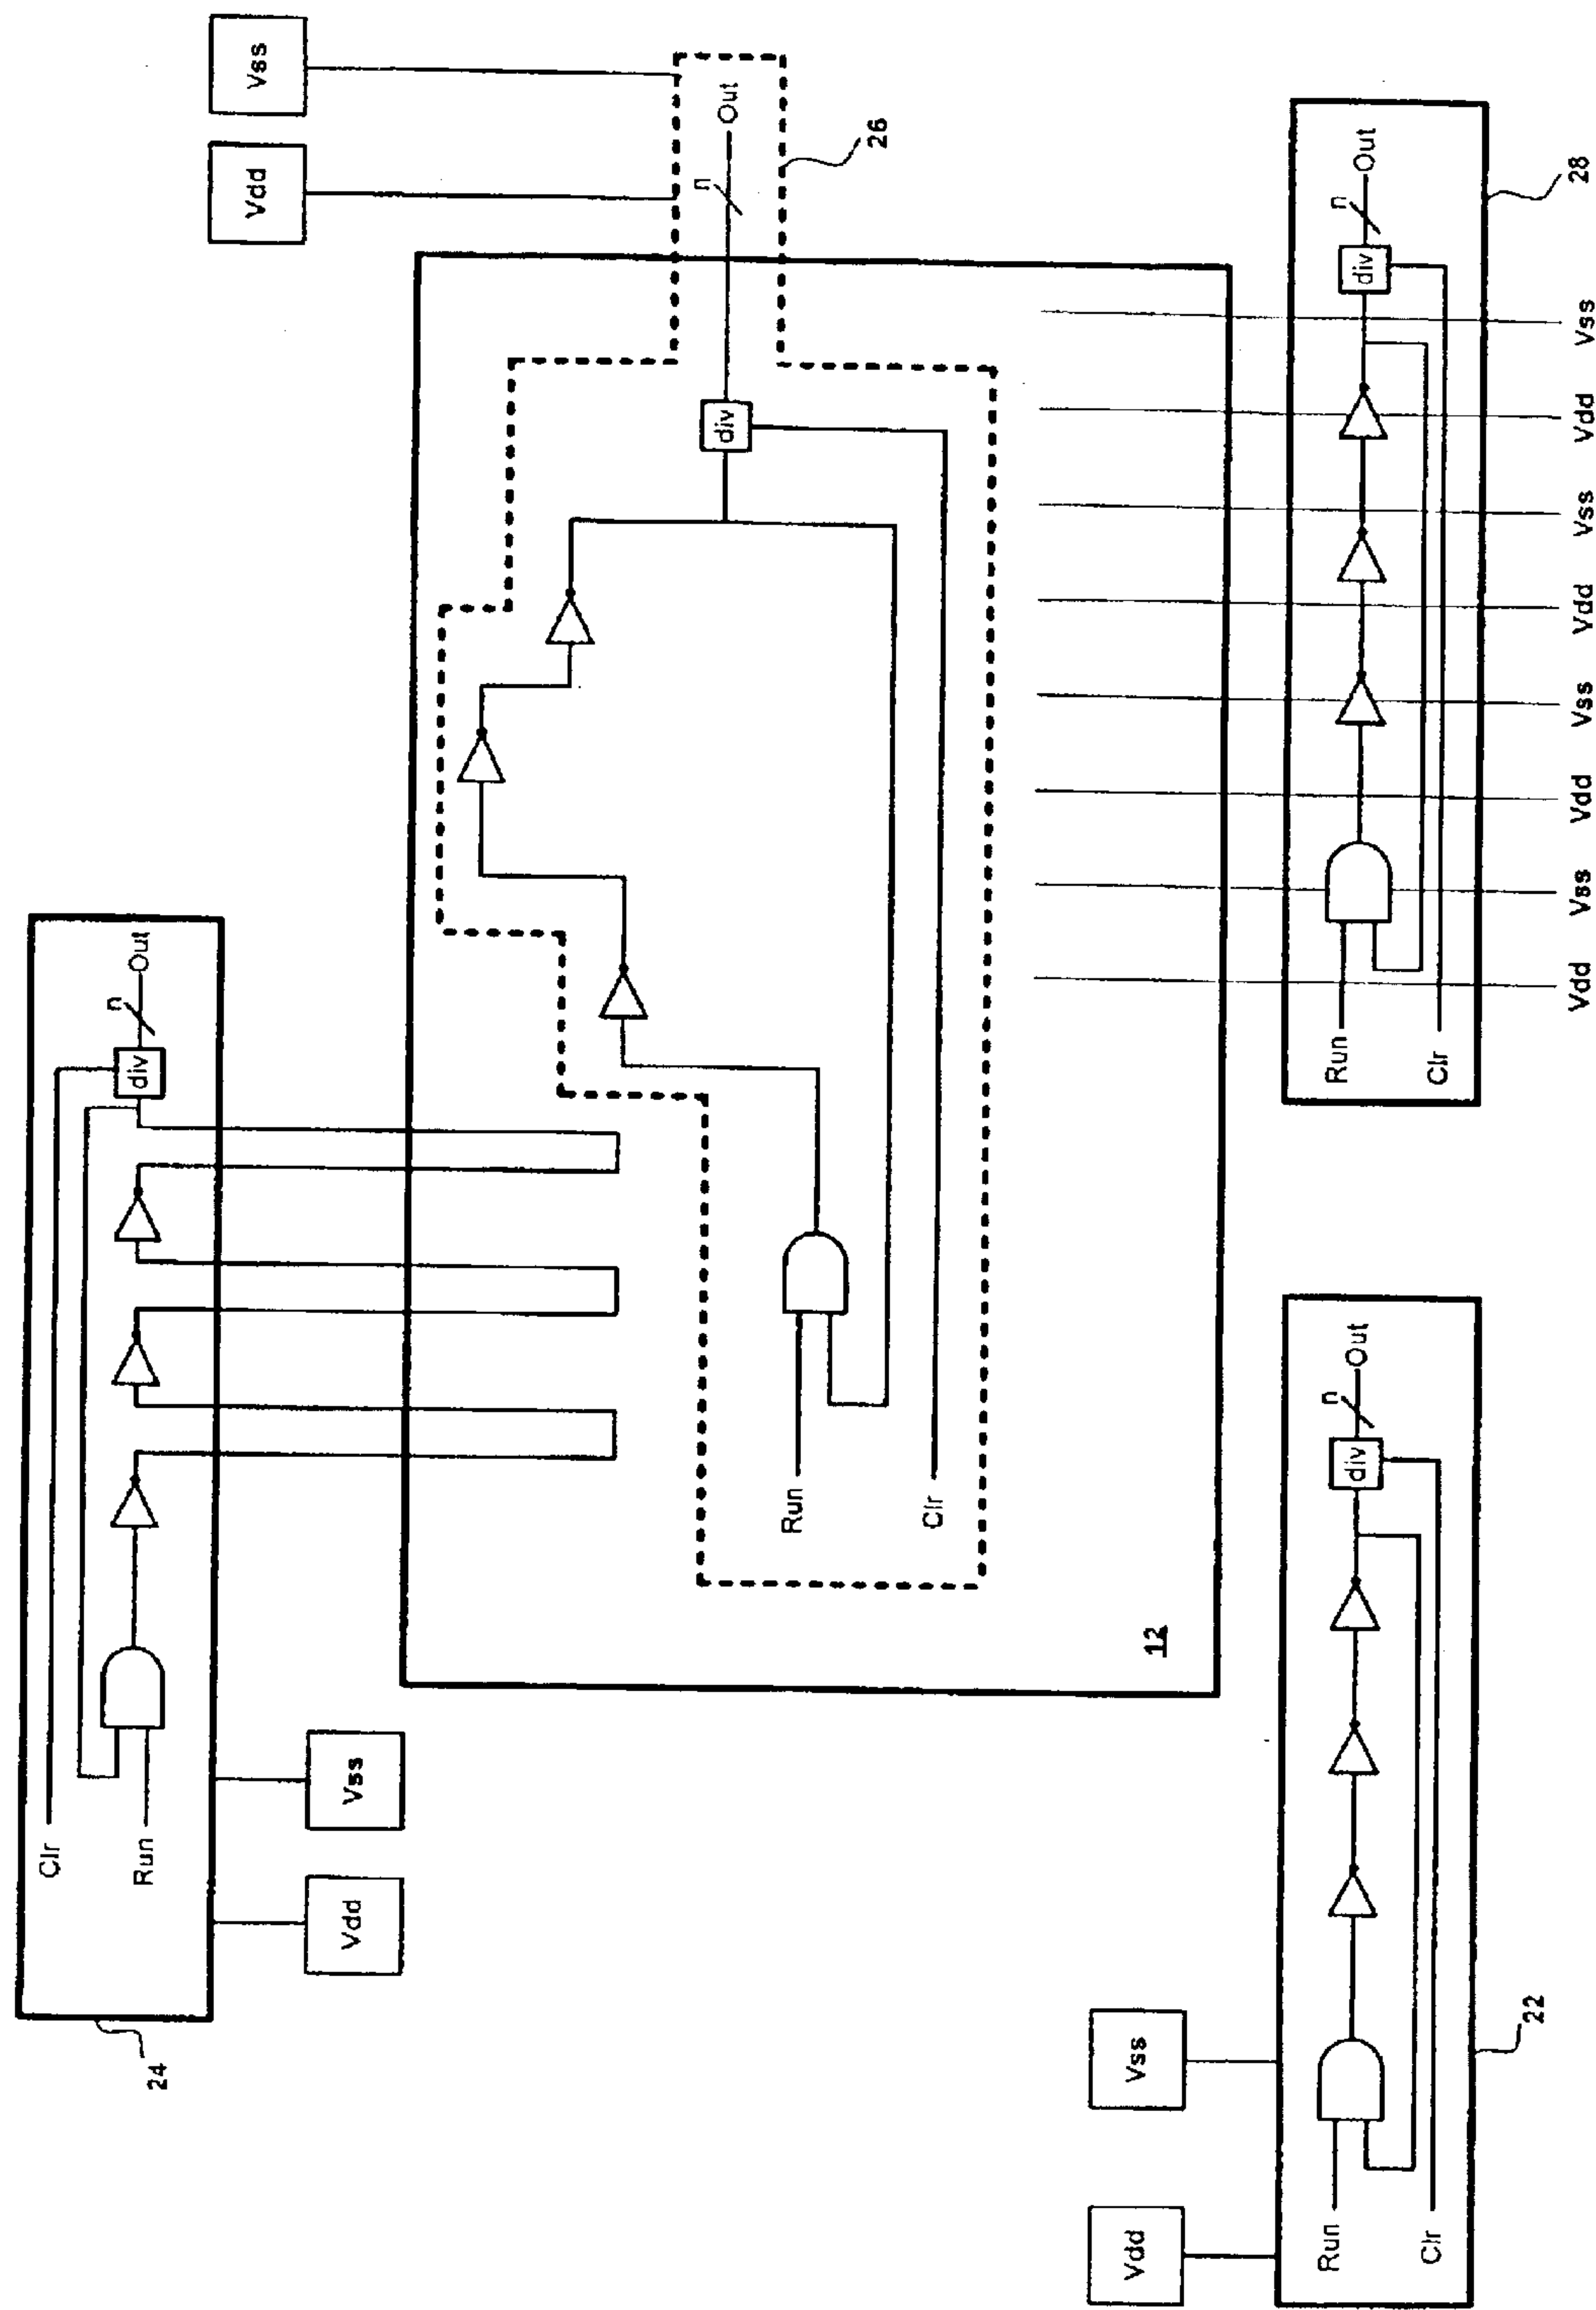 24
Clr
Run
div
n
Out
Vdd
Vss
Vdd
Vss
26
Run
Clr
div
n
Out
12
Vdd
Vss
22
Run
Clr
div
n
Out
28
Run
Clr
div
n
Out
Vdd Vss Vdd Vss Vdd Vss Vdd Vss